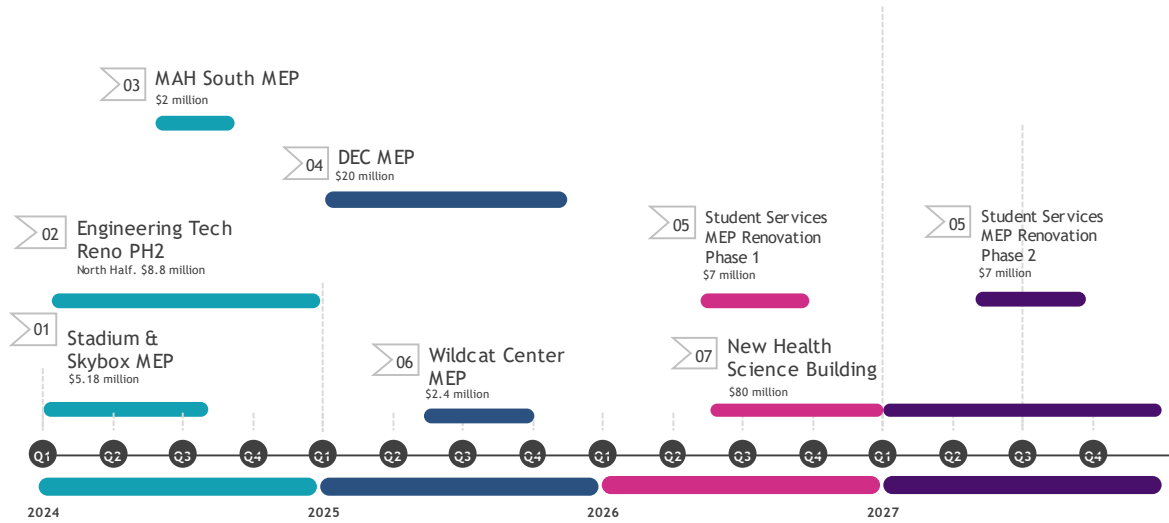 03
MAH South MEP
$2 million
04
DEC MEP
$20 million
02
Engineering Tech
Reno PH2
North Half. $8.8 million
05
Student Services
MEP Renovation
Phase 1
$7 million
05
Student Services
MEP Renovation
Phase 2
$7 million
01
Stadium &
Skybox MEP
$5.18 million
06
Wildcat Center
MEP
$2.4 million
07
New Health
Science Building
$80 million
Q1 Q2 Q3 Q4 Q1 Q2 Q3 Q4 Q1 Q2 Q3 Q4 Q1 Q2 Q3 Q4
2024 2025 2026 2027